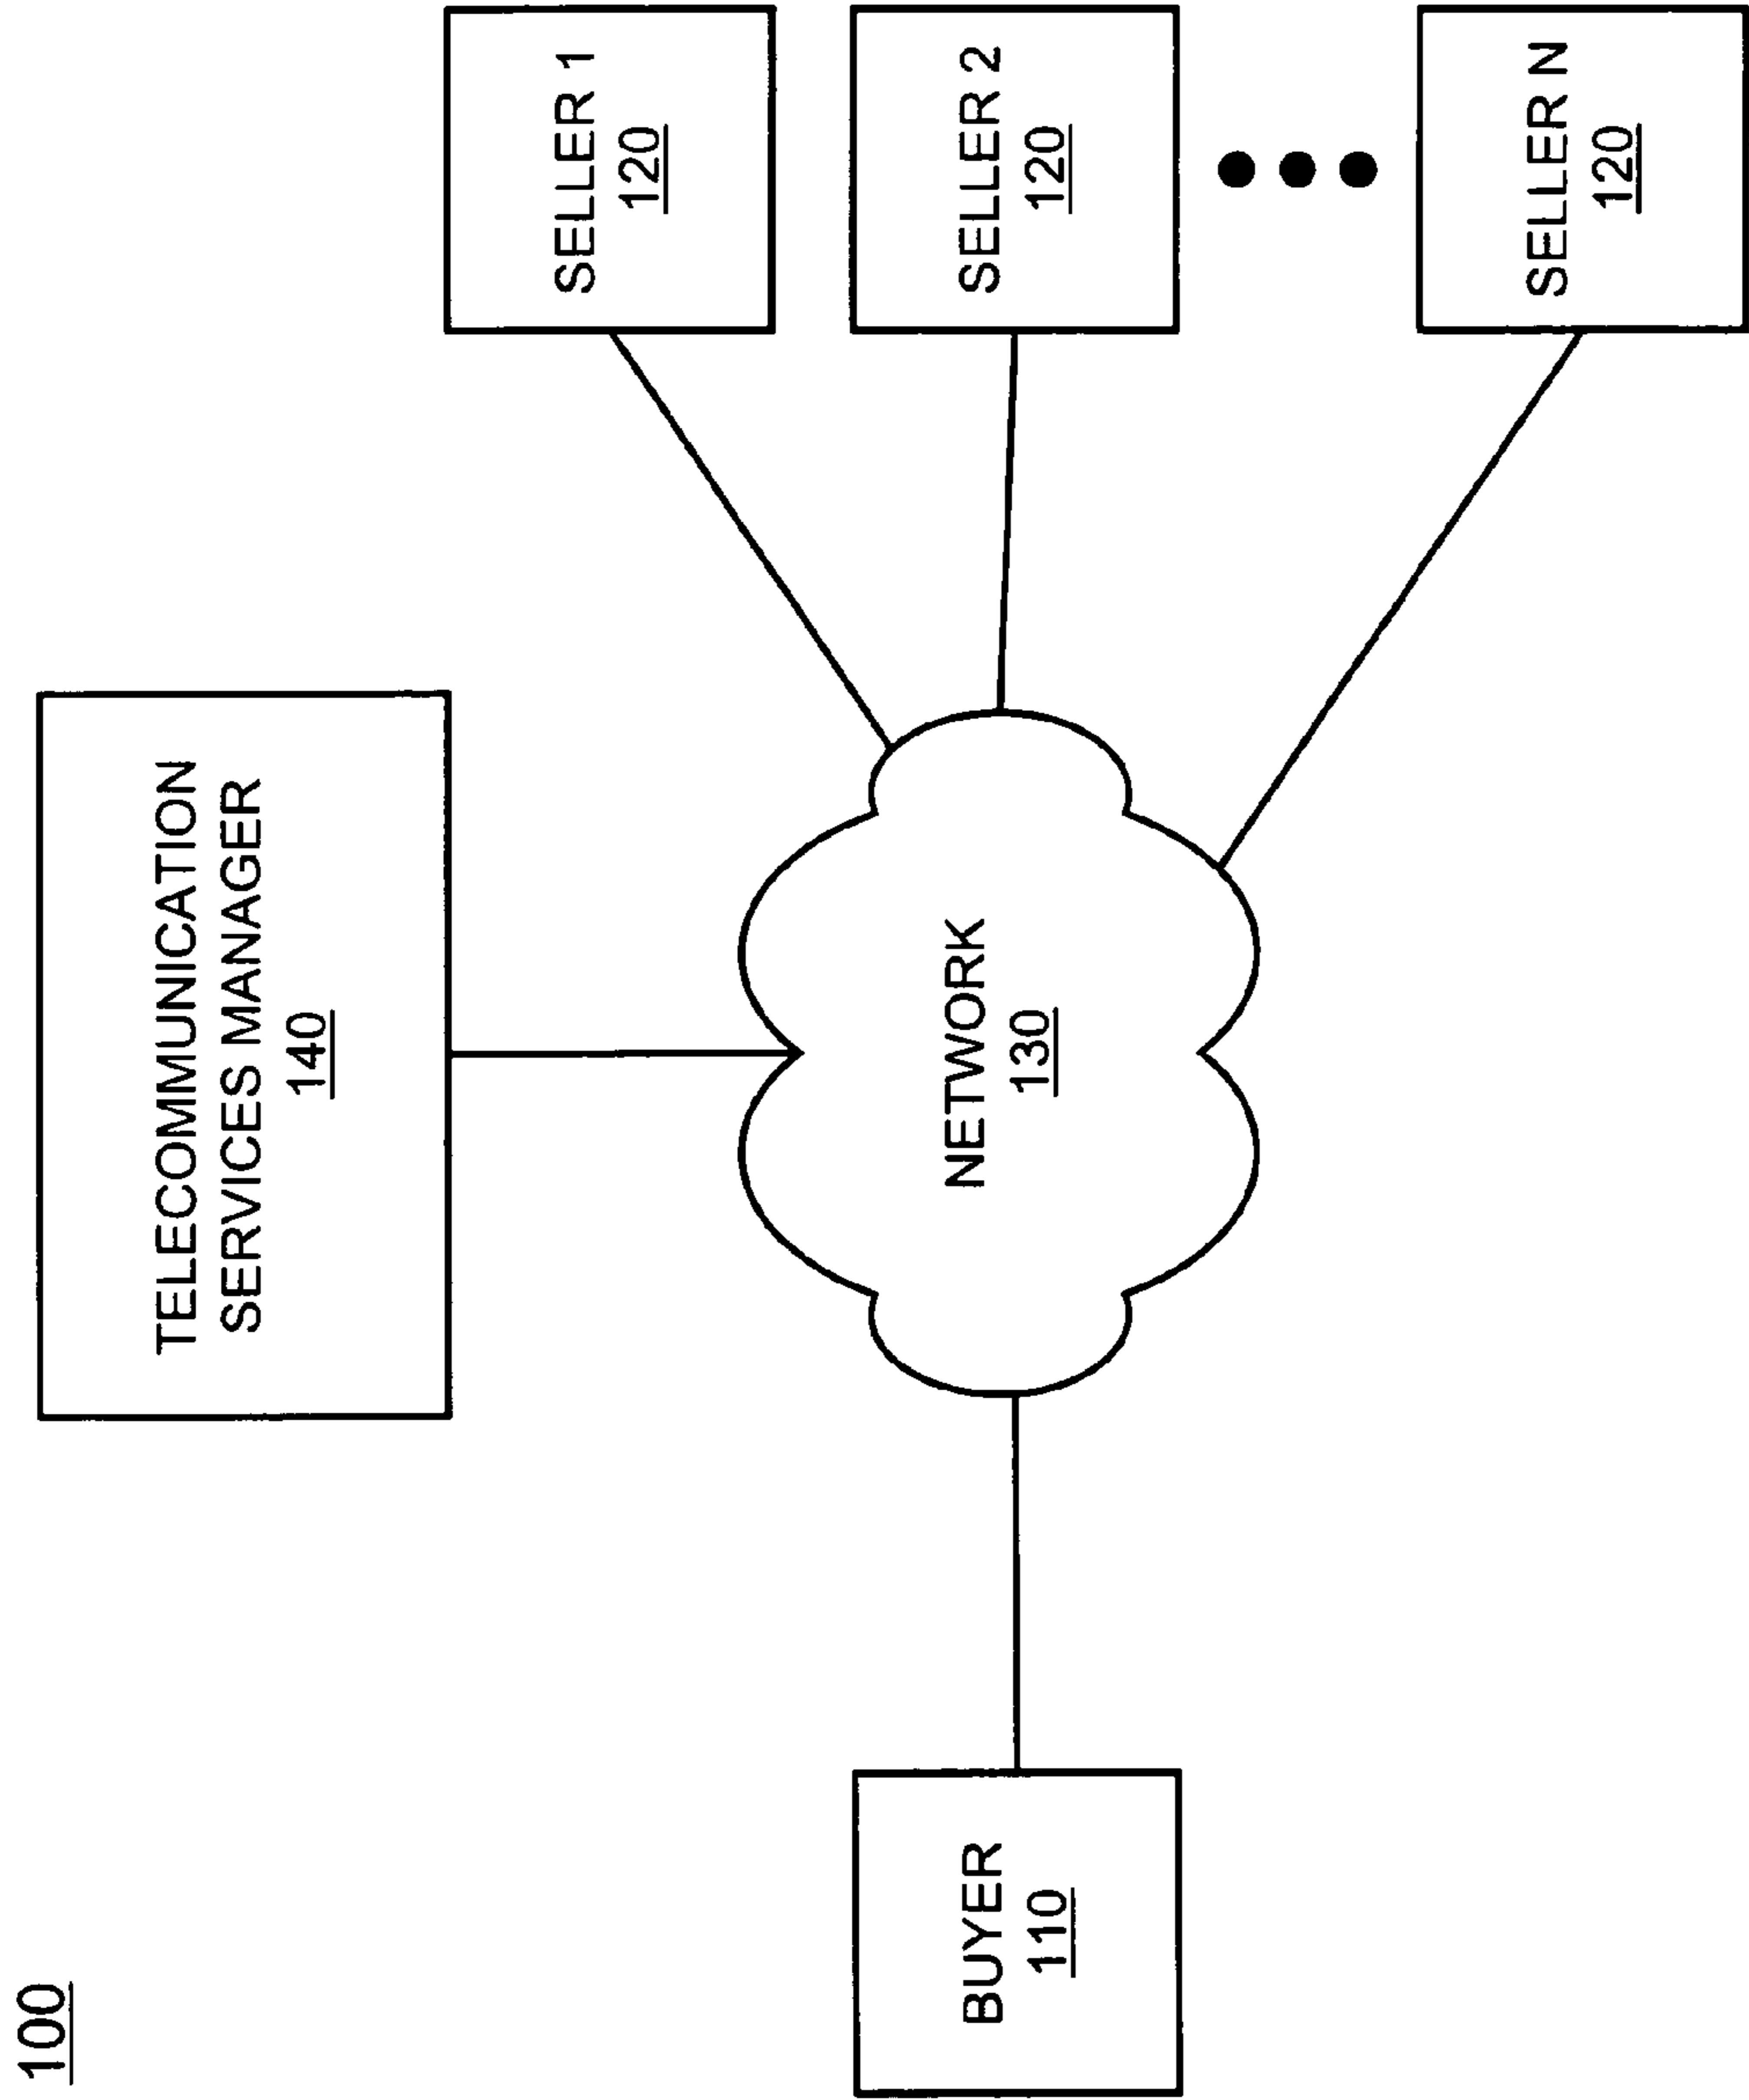 100
TELECOMMUNICATION
SERVICES MANAGER
140
SELLER 1
120
BUYER
110
NETWORK
130
SELLER 2
120
SELLER N
120